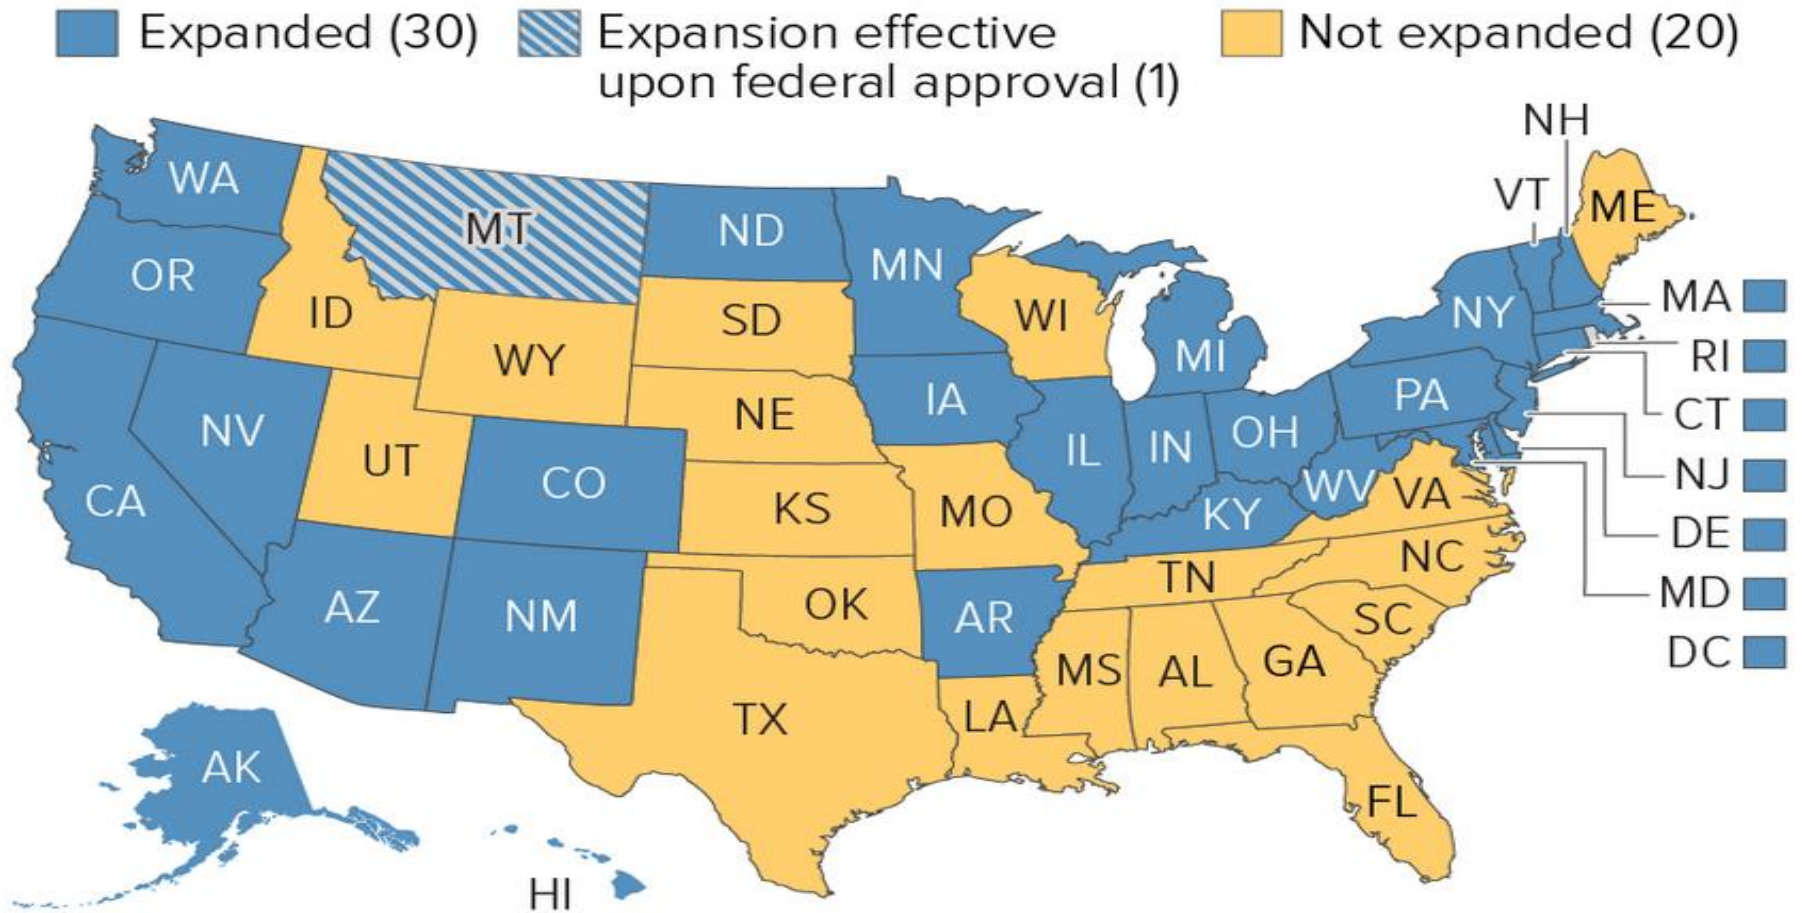 Expanded (30)
Expansion effective
upon federal approval (1)
Not expanded (20)
NH
VT
ME
WA
MT
ND
MN
OR
ID
SD
WI
MI
NY
MA
RI
WY
IA
PA
CT
NV
NE
IL
IN
OH
NJ
UT
CO
CA
KS
MO
KY
WV
VA
DE
NC
TN
MD
AZ
NM
OK
AR
SC
DC
MS
AL
GA
TX
LA
AK
FL
HI